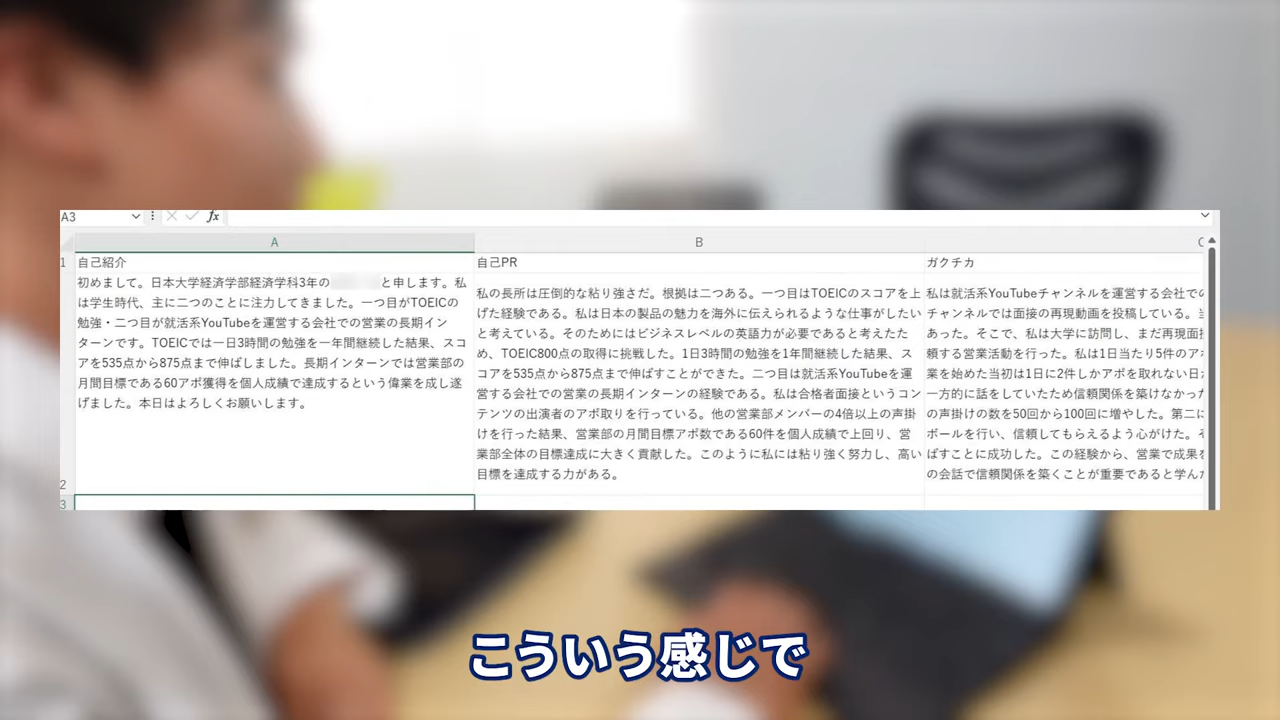 A3
fx
A
B
C
1
自己紹介
自己PR
ガクチカ
初めまして。日本大学経済学部経済学科3年の
と申します。私
は学生時代、主に二つのことに注力してきました。一つ目がTOEICの
勉強・二つ目が就活系YouTubeを運営する会社での営業の長期イン
ターンです。TOEICでは一日3時間の勉強を一年間継続した結果、スコ
アを535点から875点まで伸ばしました。長期インターンでは営業部の
月間目標である60アポ獲得を個人成績で達成するという偉業を成し遂
げました。本日はよろしくお願いします。
私の長所は圧倒的な粘り強さだ。根拠は二つある。一つ目はTOEICのスコアを上
げた経験である。私は日本の製品の魅力を海外に伝えられるような仕事がしたい
と考えている。そのためにはビジネスレベルの英語力が必要であると考えたた
め、TOEIC800点の取得に挑戦した。1日3時間の勉強を1年間継続した結果、ス
コアを535点から875点まで伸ばすことができた。二つ目は就活系YouTubeを運
営する会社での営業の長期インターンの経験である。私は合格者面接というコン
テンツの出演者のアポ取りを行っている。他の営業部メンバーの4倍以上の声掛
けを行った結果、営業部の月間目標アポ数である60件を個人成績で上回り、営
業部全体の目標達成に大きく貢献した。このように私には粘り強く努力し、高い
目標を達成する力がある。
私は就活系YouTubeチャンネルを運営する会社での
チャンネルでは面接の再現動画を投稿している。
あった。そこで、私は大学に訪問し、まだ再現面
頼する営業活動を行った。私は1日当たり5件のア
業を始めた当初は1日に2件しかアポを取れない日
一方的に話をしていたため信頼関係を築けなかっ
の声掛けの数を50回から100回に増やした。第二に
ボールを行い、信頼してもらえるよう心がけた。
ばすことに成功した。この経験から、営業で成果
の会話で信頼関係を築くことが重要であると学ん
2
3
こういう感じで